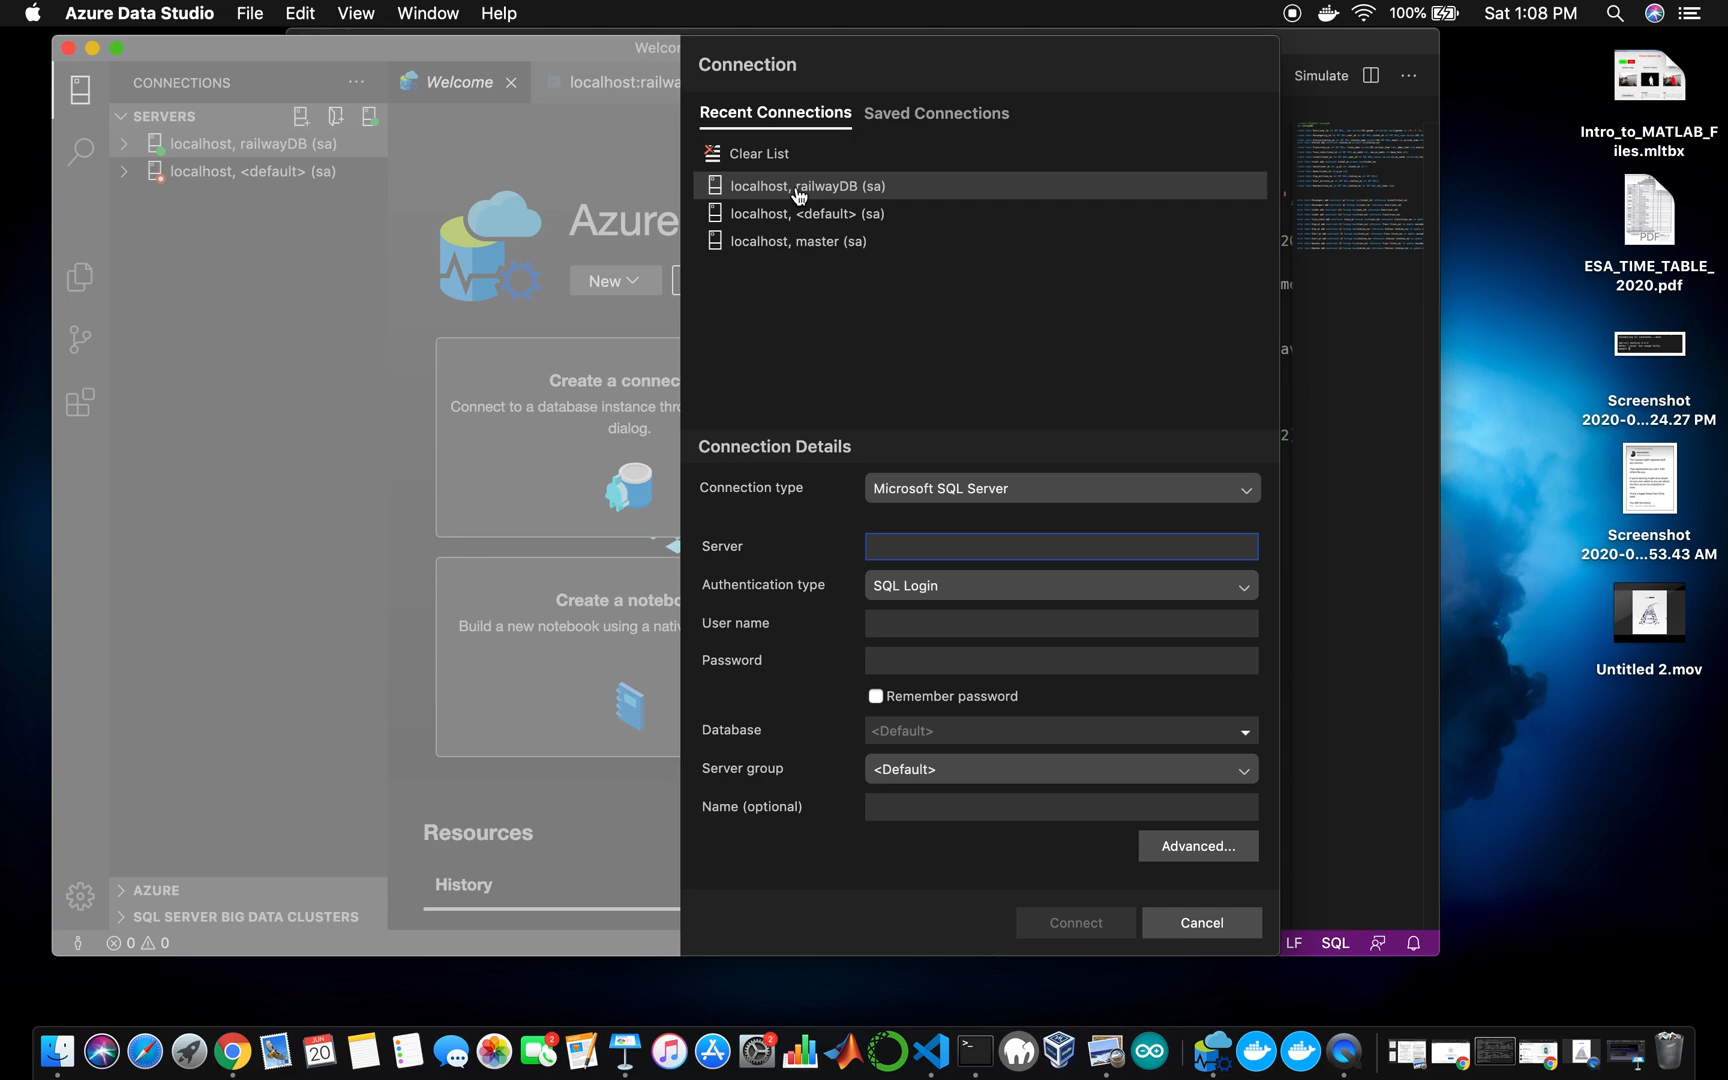 Azure Data Studio File Edit View Window Help 100% Sat 1:08 PM
Welcom
CONNECTIONS
Welcome
localhost:railwa
Simulate
SERVERS
localhost, railwayDB (sa)
localhost, <default> (sa)
Azure
New
Create a connec
Connect to a database instance thro
dialog.
Create a notebo
Build a new notebook using a nativ
Resources
History
AZURE
SQL SERVER BIG DATA CLUSTERS
0 0
Connection
Recent Connections Saved Connections
Clear List
localhost, railwayDB (sa)
localhost, <default> (sa)
localhost, master (sa)
Connection Details
Connection type Microsoft SQL Server
Server
Authentication type SQL Login
User name
Password
Remember password
Database <Default>
Server group <Default>
Name (optional)
Advanced...
Connect Cancel
LF SQL
Intro_to_MATLAB_F
iles.mltbx
PDF
ESA_TIME_TABLE_
2020.pdf
Screenshot
2020-0...24.27 PM
Screenshot
2020-0...53.43 AM
Untitled 2.mov
JUN
20
2
2